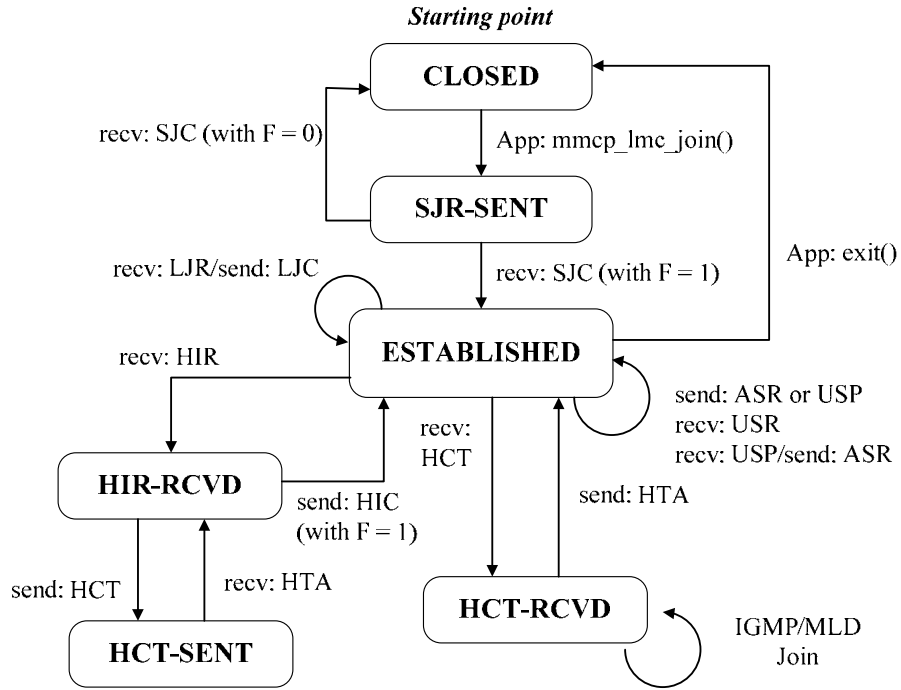 Starting point
CLOSED
recv: SJC (with F = 0)
App: mmcp_lmc_join()
SJR-SENT
recv: LJR/send: LJC
recv: SJC (with F = 1)
App: exit()
ESTABLISHED
recv: HIR
send: ASR or USP
recv: USR
recv: USP/send: ASR
recv:
HCT
HIR-RCVD
send: HIC
(with F = 1)
send: HTA
send: HCT
recv: HTA
HCT-RCVD
IGMP/MLD
Join
HCT-SENT